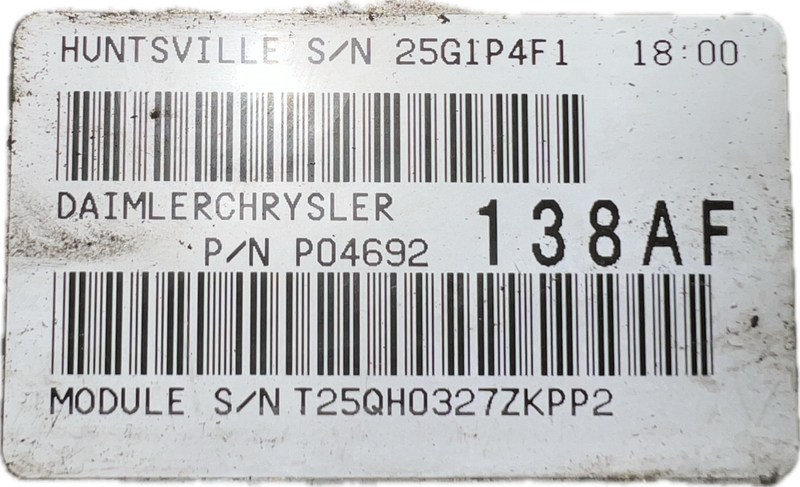 HUNTSVILLE S/N 25G1P4F1 18:00
DAIMLERCHRYSLER
P/N P04692 138AF
MODULE S/N T25QH0327ZKPP2